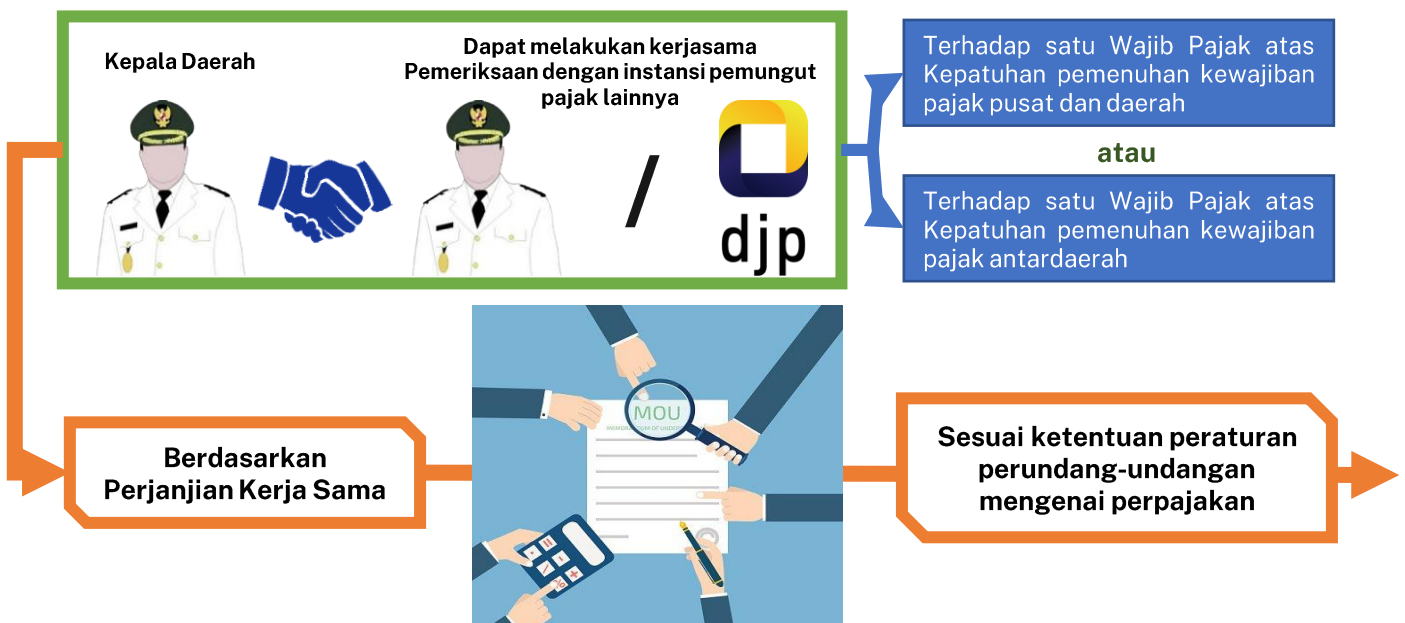 Kepala Daerah
Dapat melakukan kerjasama
Pemeriksaan dengan instansi pemungut
pajak lainnya
/
djp
Terhadap satu Wajib Pajak atas
Kepatuhan pemenuhan kewajiban
pajak pusat dan daerah
atau
Terhadap satu Wajib Pajak atas
Kepatuhan pemenuhan kewajiban
pajak antardaerah
Berdasarkan
Perjanjian Kerja Sama
MOU
Sesuai ketentuan peraturan
perundang-undangan
mengenai perpajakan